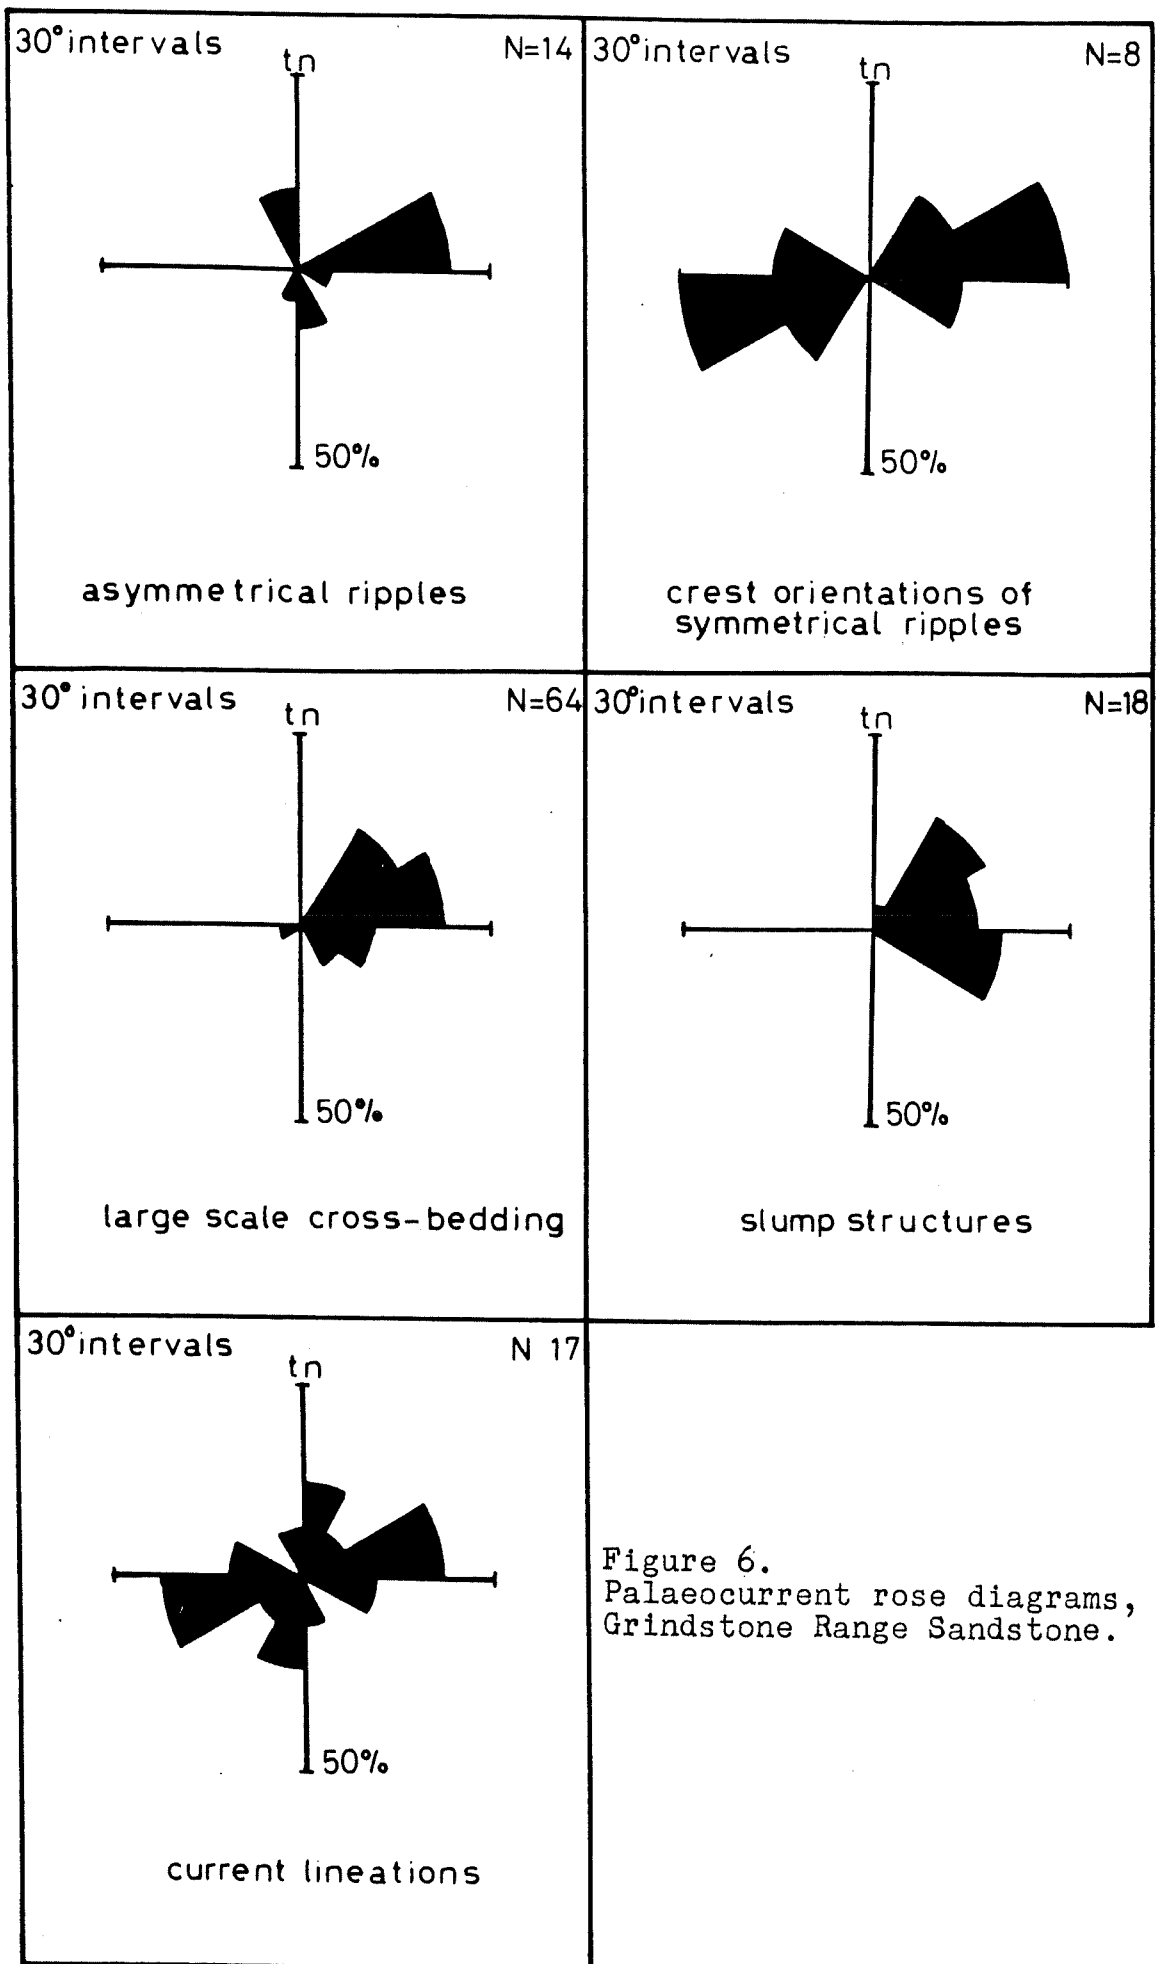 30° intervals
tn
N=14
50%
asymmetrical ripples
30° intervals
tn
N=8
50%
crest orientations of
symmetrical ripples
30° intervals
tn
N=64
50%
large scale cross-bedding
30° intervals
tn
N=18
50%
slump structures
30° intervals
tn
N 17
50%
current lineations
Figure 6.
Palaeocurrent rose diagrams,
Grindstone Range Sandstone.